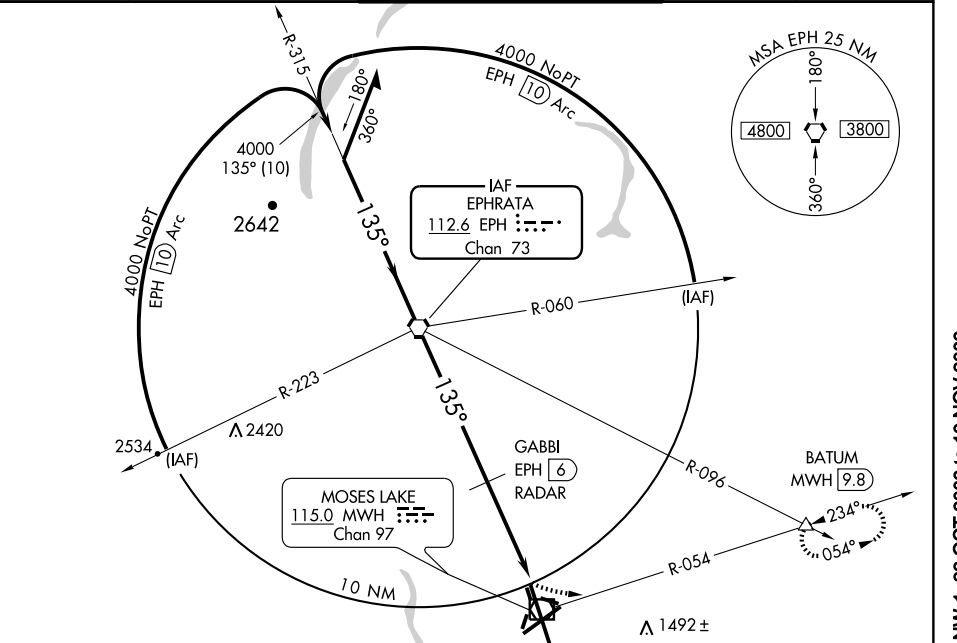 R-315
4000 NoPT
EPH 10 Arc
180°
360°
4000
135° (10)
2642
4000 NoPT
EPH 10 Arc
135°
IAF
EPHRATA
112.6 EPH
Chan 73
MSA EPH 25 NM
180°
4800
3800
360°
R-060
(IAF)
R-223
135°
2420
2534
(IAF)
GABBI
EPH 6
RADAR
R-096
BATUM
MWH 9.8
234°
054°
MOSES LAKE
115.0 MWH
Chan 97
R-054
10 NM
1492 ±